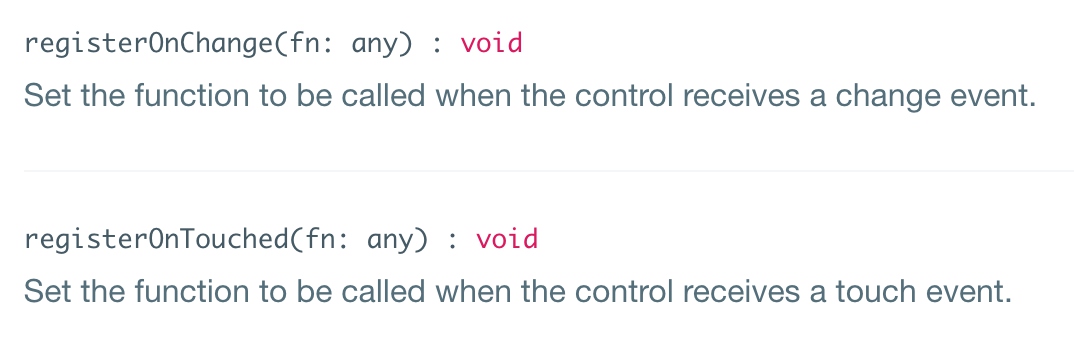 registerOnChange(fn: any) : void
Set the function to be called when the control receives a change event.
registerOnTouched(fn: any) : void
Set the function to be called when the control receives a touch event.